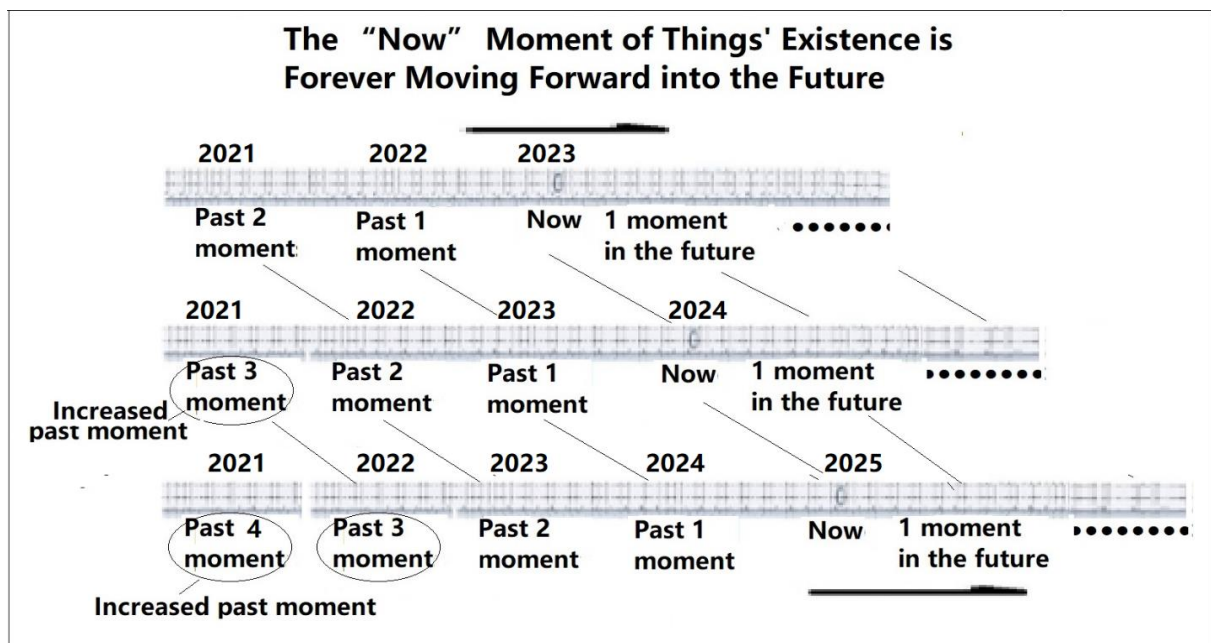 The “Now” Moment of Things' Existence is
Forever Moving Forward into the Future
2021 2022 2023
Past 2 Past 1 Now 1 moment
moments moment in the future
2021 2022 2023 2024
Past 3 Past 2 Past 1 Now 1 moment
moment moment moment in the future
Increased
past moment
2021 2022 2023 2024 2025
Past 4 Past 3 Past 2 Past 1 Now 1 moment
moment moment moment moment in the future
Increased past moment